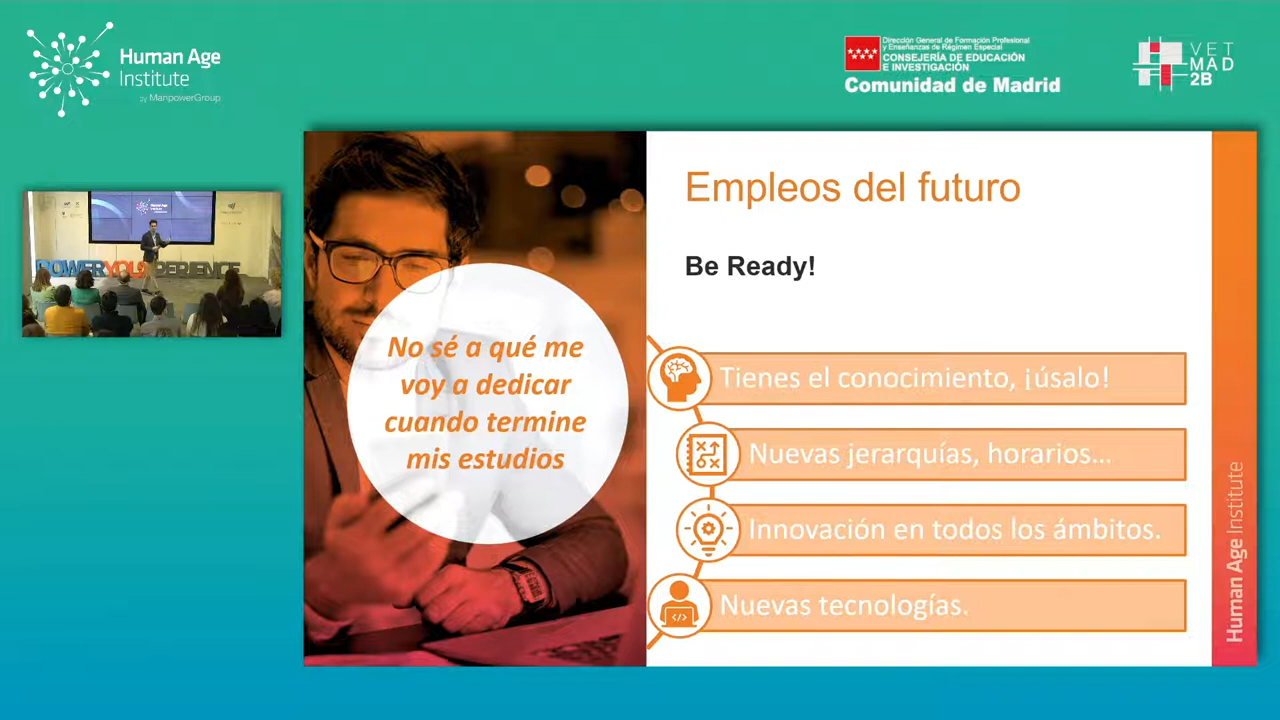 Human Age
Institute
by ManpowerGroup
Dirección General de Formación Profesional
y Enseñanzas de Régimen Especial
CONSEJERÍA DE EDUCACIÓN
E INVESTIGACIÓN
Comunidad de Madrid
VET
MAD
2B
POWERYOUXPERIENCE
No sé a qué me
voy a dedicar
cuando termine
mis estudios
Empleos del futuro
Be Ready!
Tienes el conocimiento, ¡úsalo!
Nuevas jerarquías, horarios...
Innovación en todos los ámbitos.
Nuevas tecnologías.
Human Age Institute